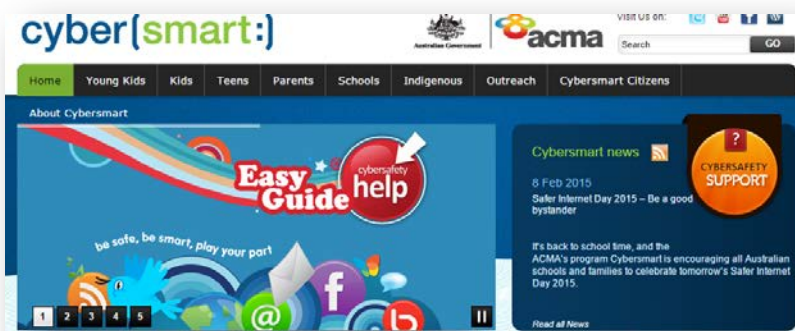 cyber(smart:)
Australian Government
acma
Visit Us on:
Search
GO
Home Young Kids Kids Teens Parents Schools Indigenous Outreach Cybersmart Citizens
About Cybersmart
Easy
Guide
cybersafety
help
be safe, be smart, play your part
1 2 3 4 5
Cybersmart news
8 Feb 2015
Safer Internet Day 2015 – Be a good
bystander
It's back to school time, and the
ACMA's program Cybersmart is encouraging all Australian
schools and families to celebrate tomorrow's Safer Internet
Day 2015.
Read all News
?
CYBERSAFETY
SUPPORT